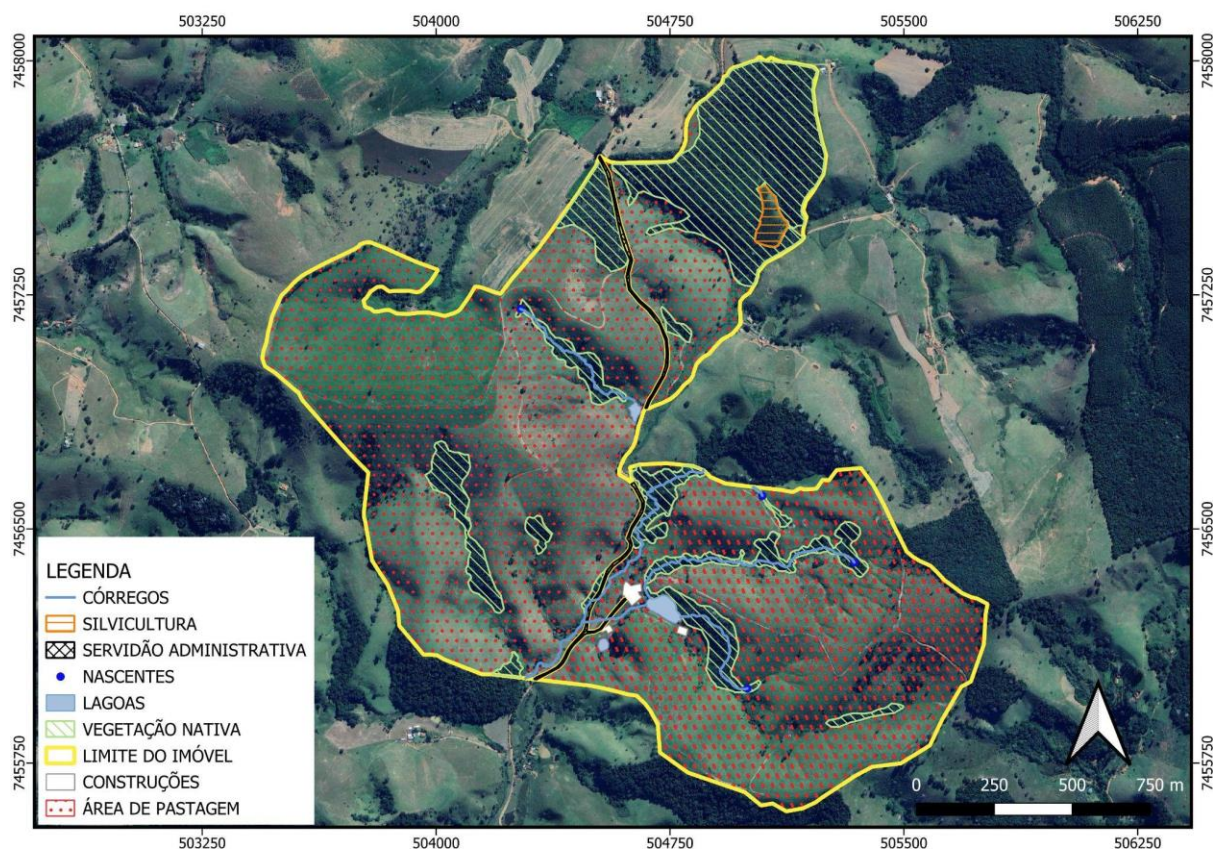 503250 504000 504750 505500 506250
7458000 7458000
7457250 7457250
7456500 7456500
7455750 7455750
LEGENDA
CÓRREGOS
SILVICULTURA
SERVIDÃO ADMINISTRATIVA
NASCENTES
LAGOAS
VEGETAÇÃO NATIVA
LIMITE DO IMÓVEL
CONSTRUÇÕES
ÁREA DE PASTAGEM
0 250 500 750 m
503250 504000 504750 505500 506250